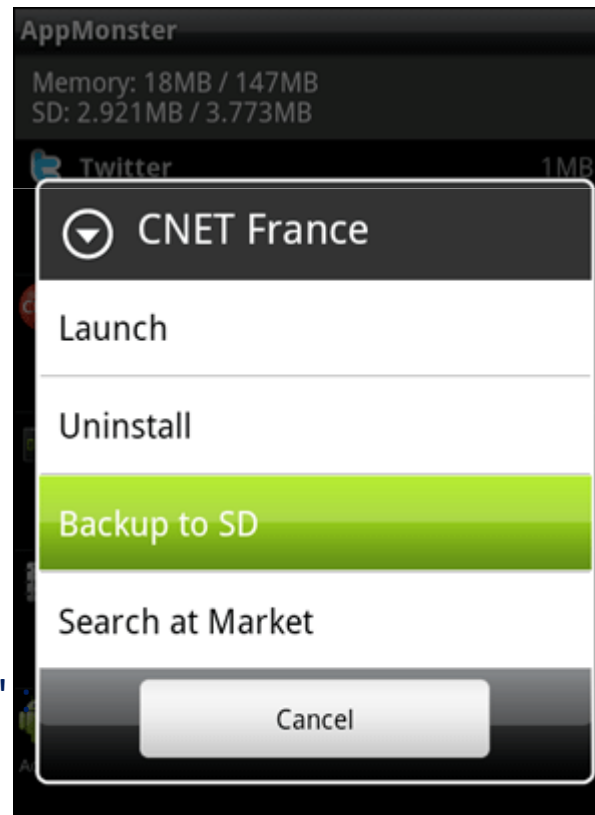 AppMonster
Memory: 18MB / 147MB
SD: 2.921MB / 3.773MB
Twitter 1MB
CNET France
Launch
Uninstall
Backup to SD
Search at Market
Cancel